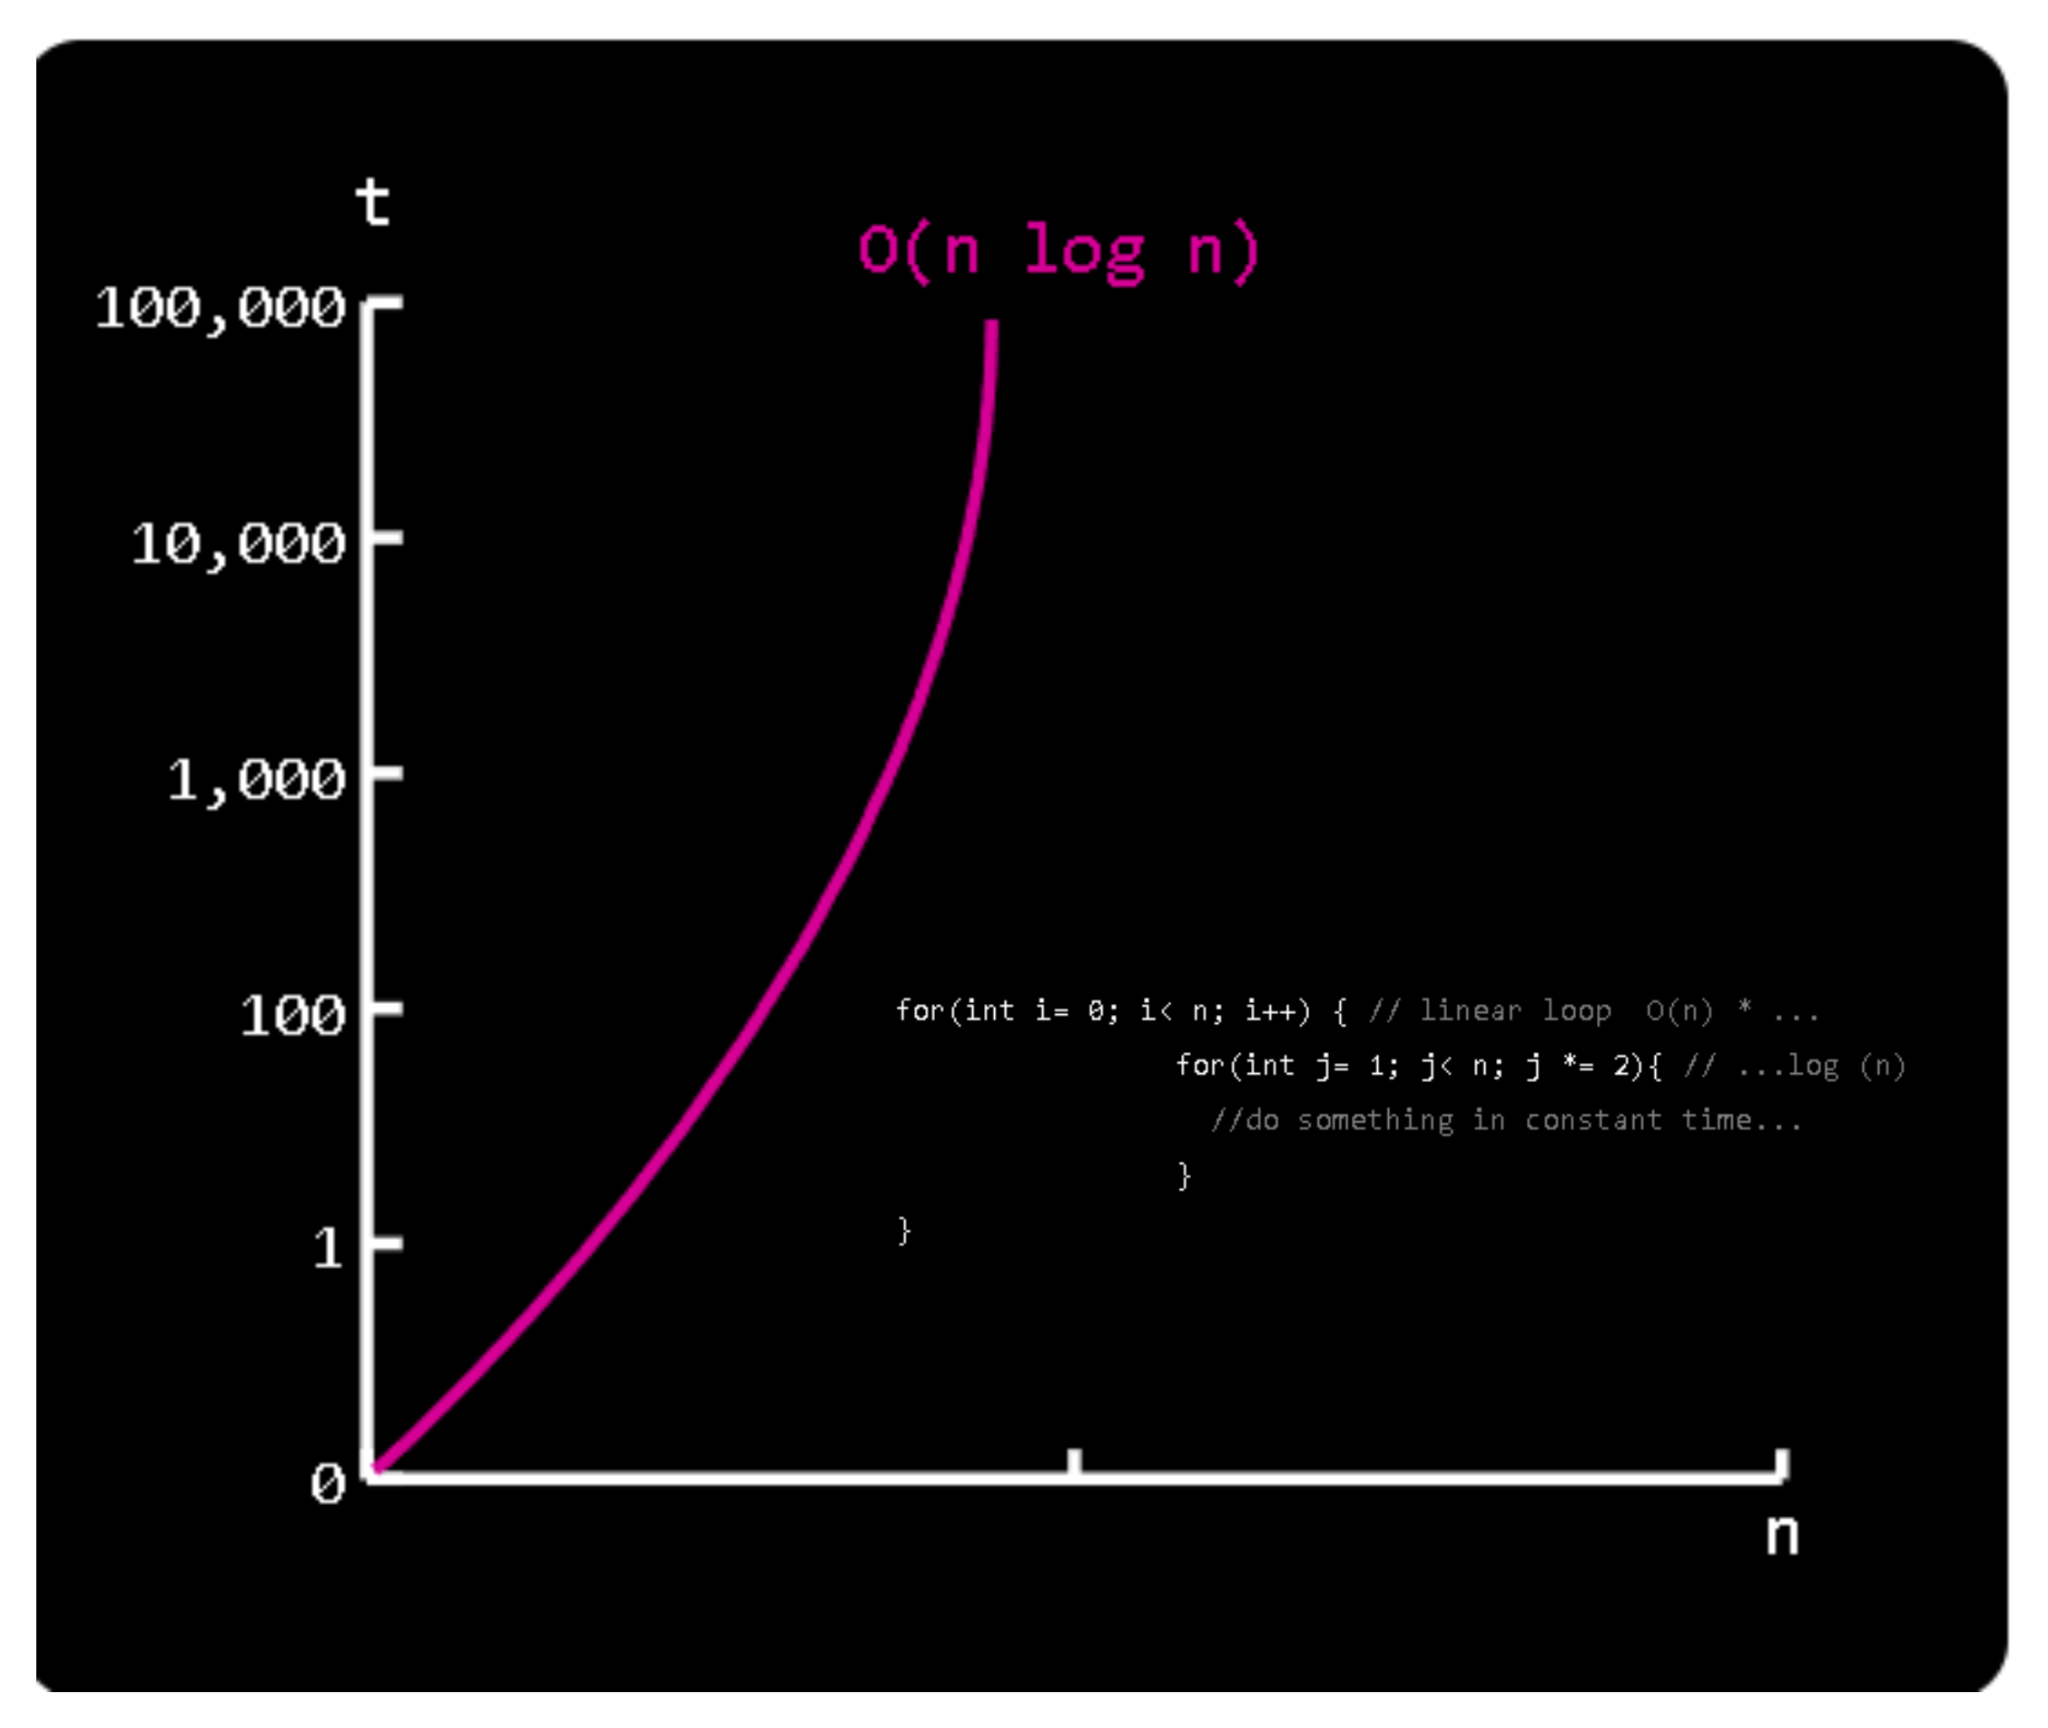 t
O(n log n)
100,000
10,000
1,000
100
for(int i= 0; i< n; i++) { // linear loop  O(n) * ...
for(int j= 1; j< n; j *= 2){ // ...log (n)
//do something in constant time...
}
}
1
0
n